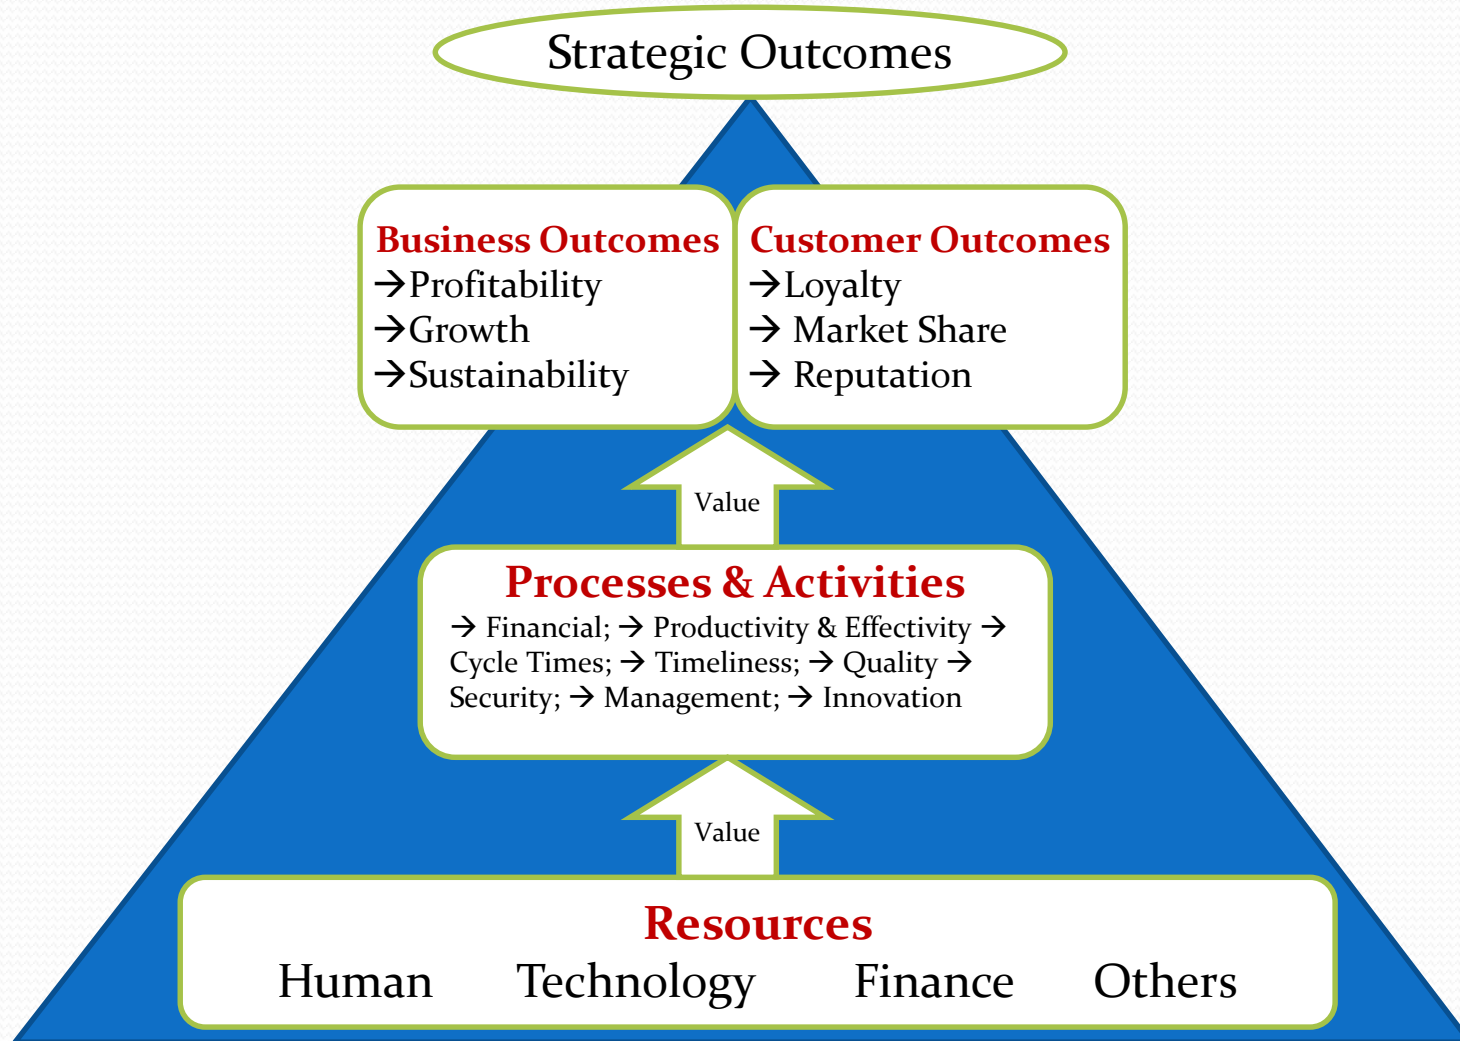 Strategic Outcomes
Business Outcomes
→Profitability
→Growth
→Sustainability
Customer Outcomes
→Loyalty
→ Market Share
→ Reputation
Value
Processes & Activities
→ Financial; → Productivity & Effectivity →
Cycle Times; → Timeliness; → Quality →
Security; → Management; → Innovation
Value
Resources
Human Technology Finance Others